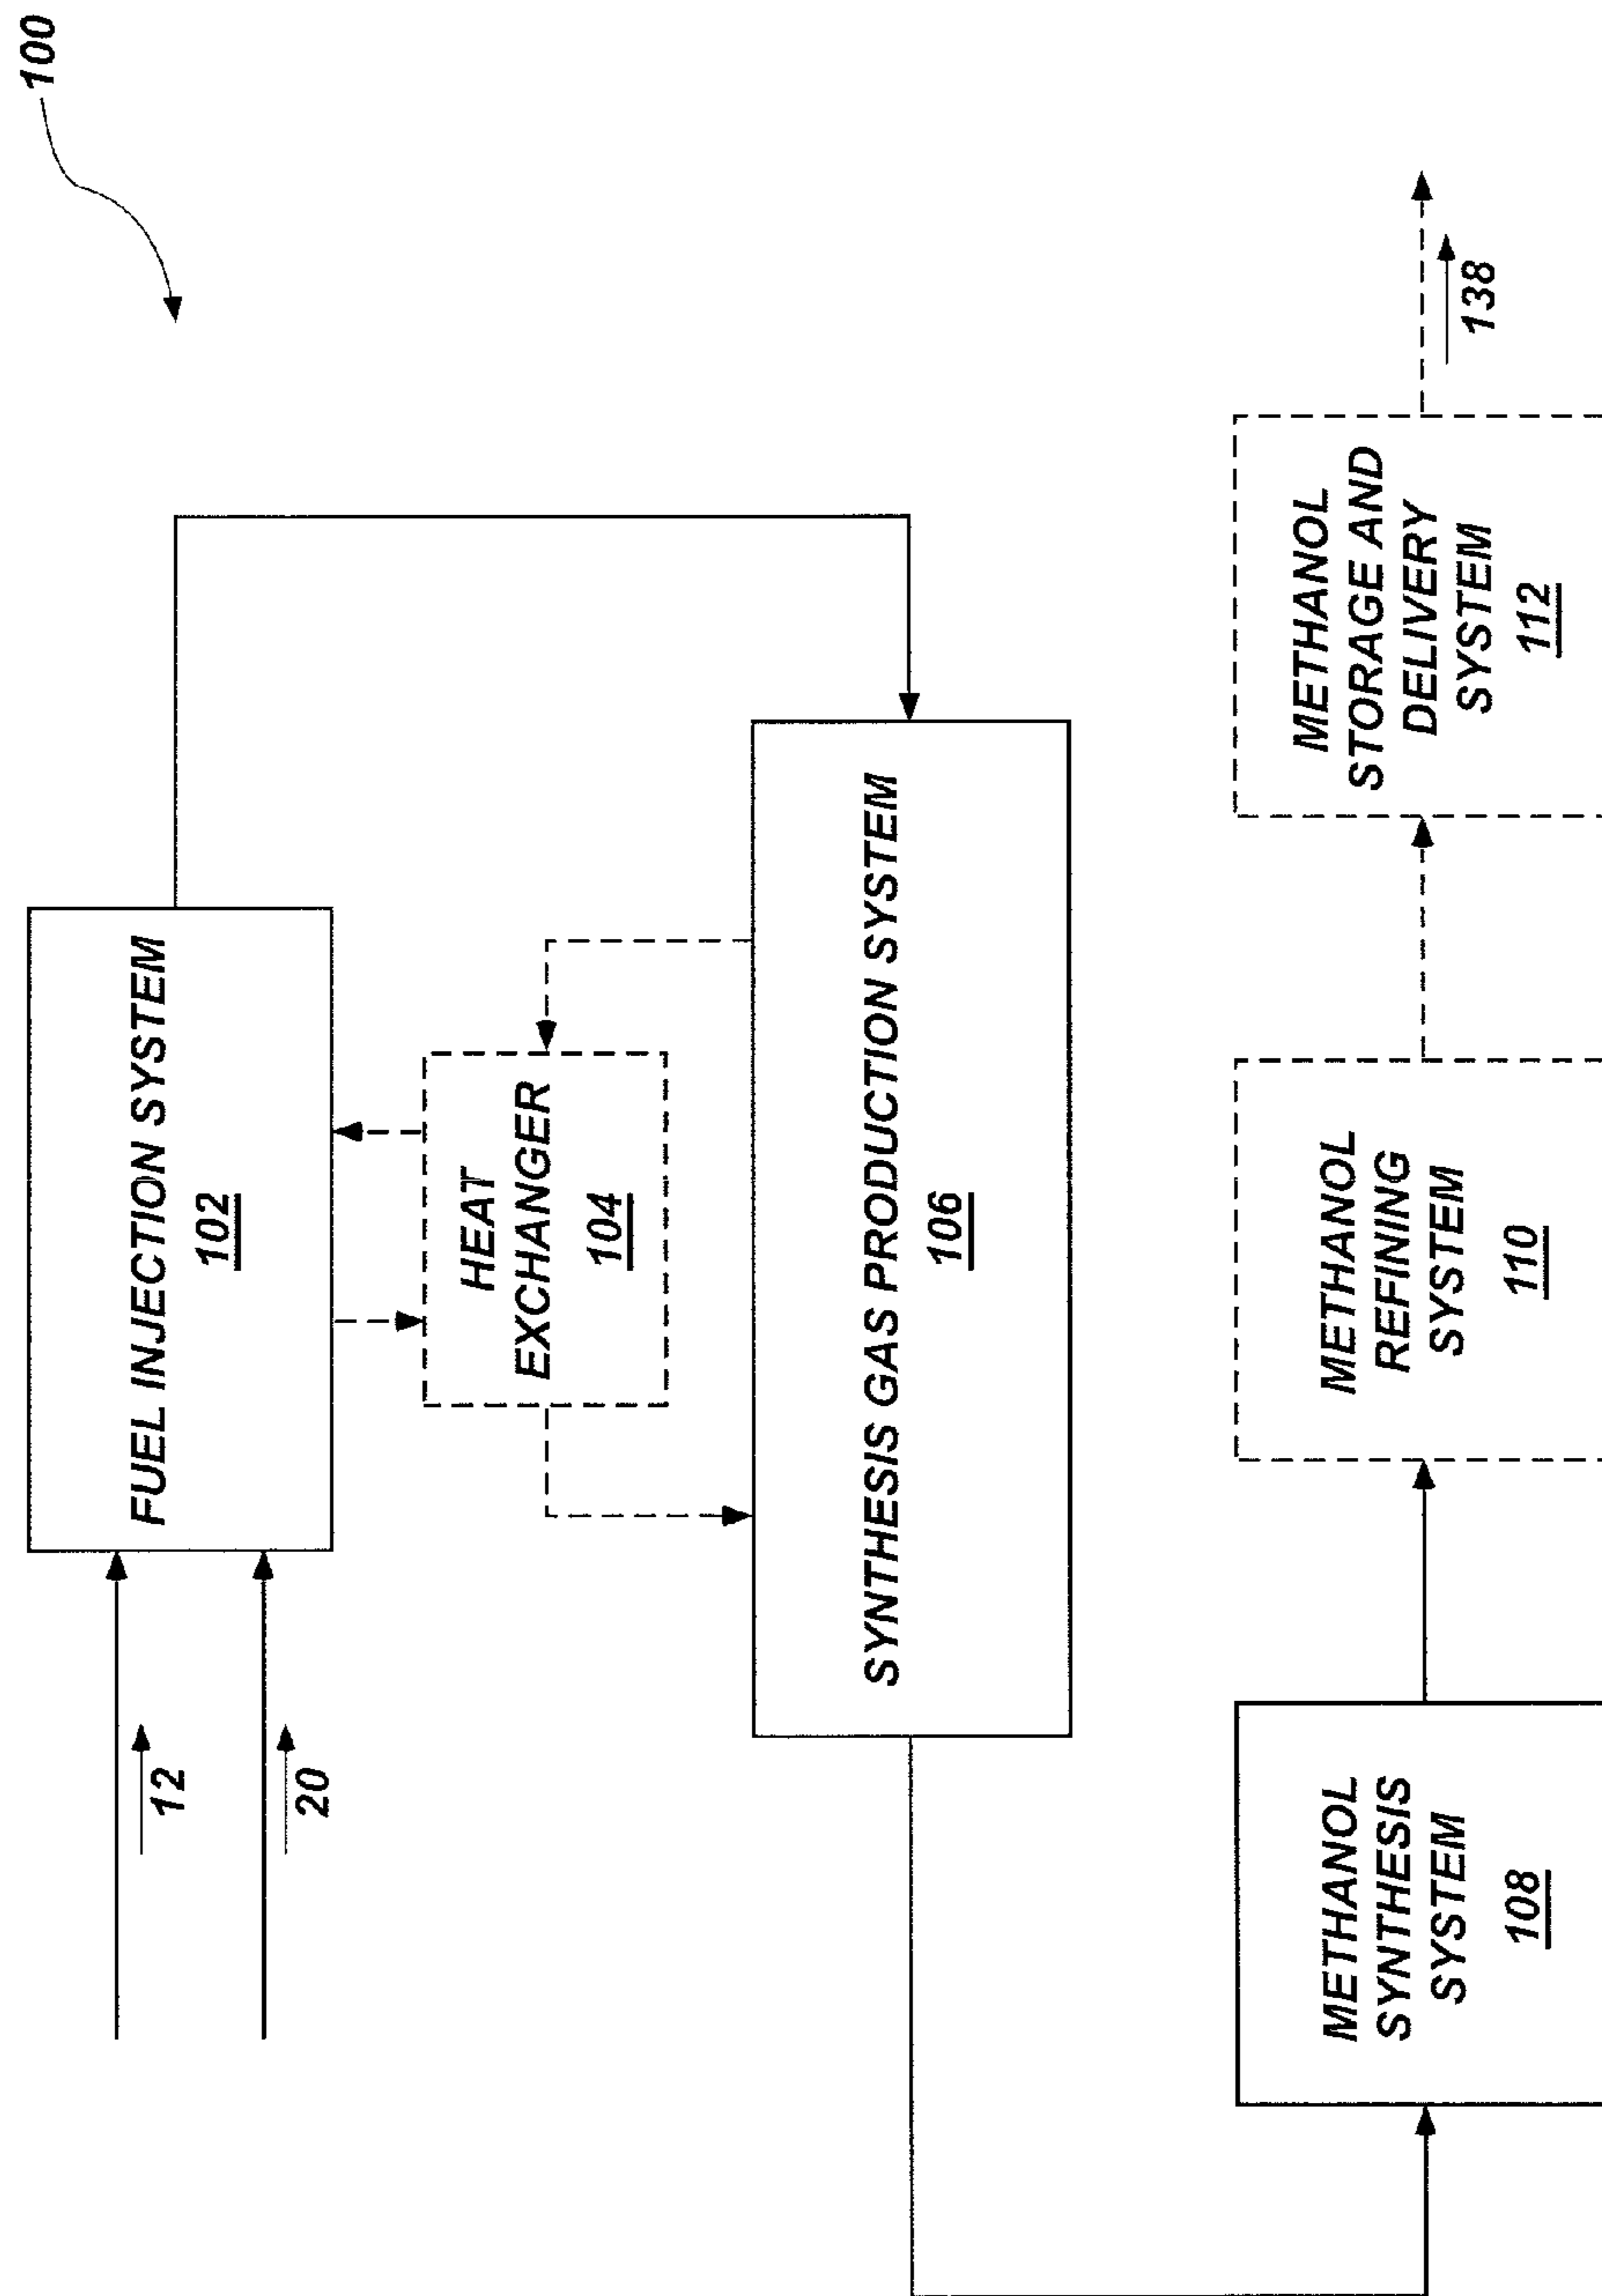 100
12
20
FUEL INJECTION SYSTEM
102
HEAT
EXCHANGER
104
SYNTHESIS GAS PRODUCTION SYSTEM
106
METHANOL
SYNTHESIS
SYSTEM
108
METHANOL
REFINING
SYSTEM
110
METHANOL
STORAGE AND
DELIVERY
SYSTEM
112
138